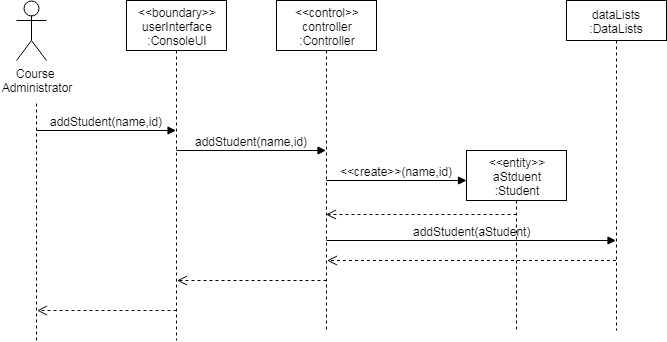 <<boundary>>
userInterface
:ConsoleUI
<<control>>
controller
:Controller
dataLists
:DataLists
Course
Administrator
addStudent(name,id)
addStudent(name,id)
<<create>>(name,id)
<<entity>>
aStduent
:Student
addStudent(aStudent)